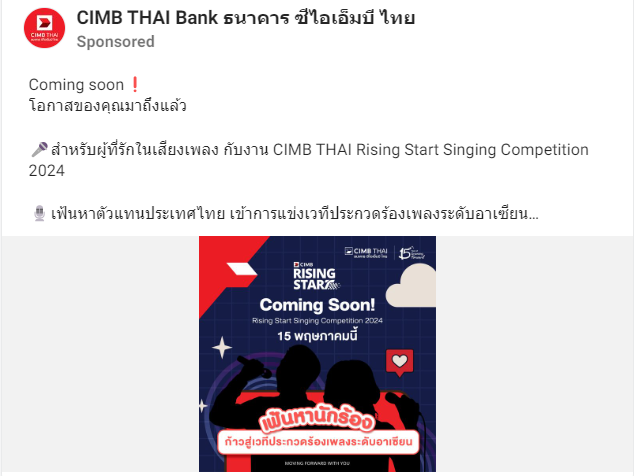 CIMB THAI Bank ธนาคาร ซีไอเอ็มบี ไทย
Sponsored
Coming soon❗
โอกาสของคุณมาถึงแล้ว
🎤สำหรับผู้ที่รักในเสียงเพลง กับงาน CIMB THAI Rising Start Singing Competition
2024
🎙️เฟ้นหาตัวแทนประเทศไทย เข้าการแข่งเวทีประกวดร้องเพลงระดับอาเซียน...
CIMB THAI
CIMB
RISING
STAR
Coming Soon!
Rising Start Singing Competition 2024
15 พฤษภาคมนี้
เฟ้นหานักร้อง
ก้าวสู่เวทีประกวดร้องเพลงระดับอาเซียน
MOVING FORWARD WITH YOU